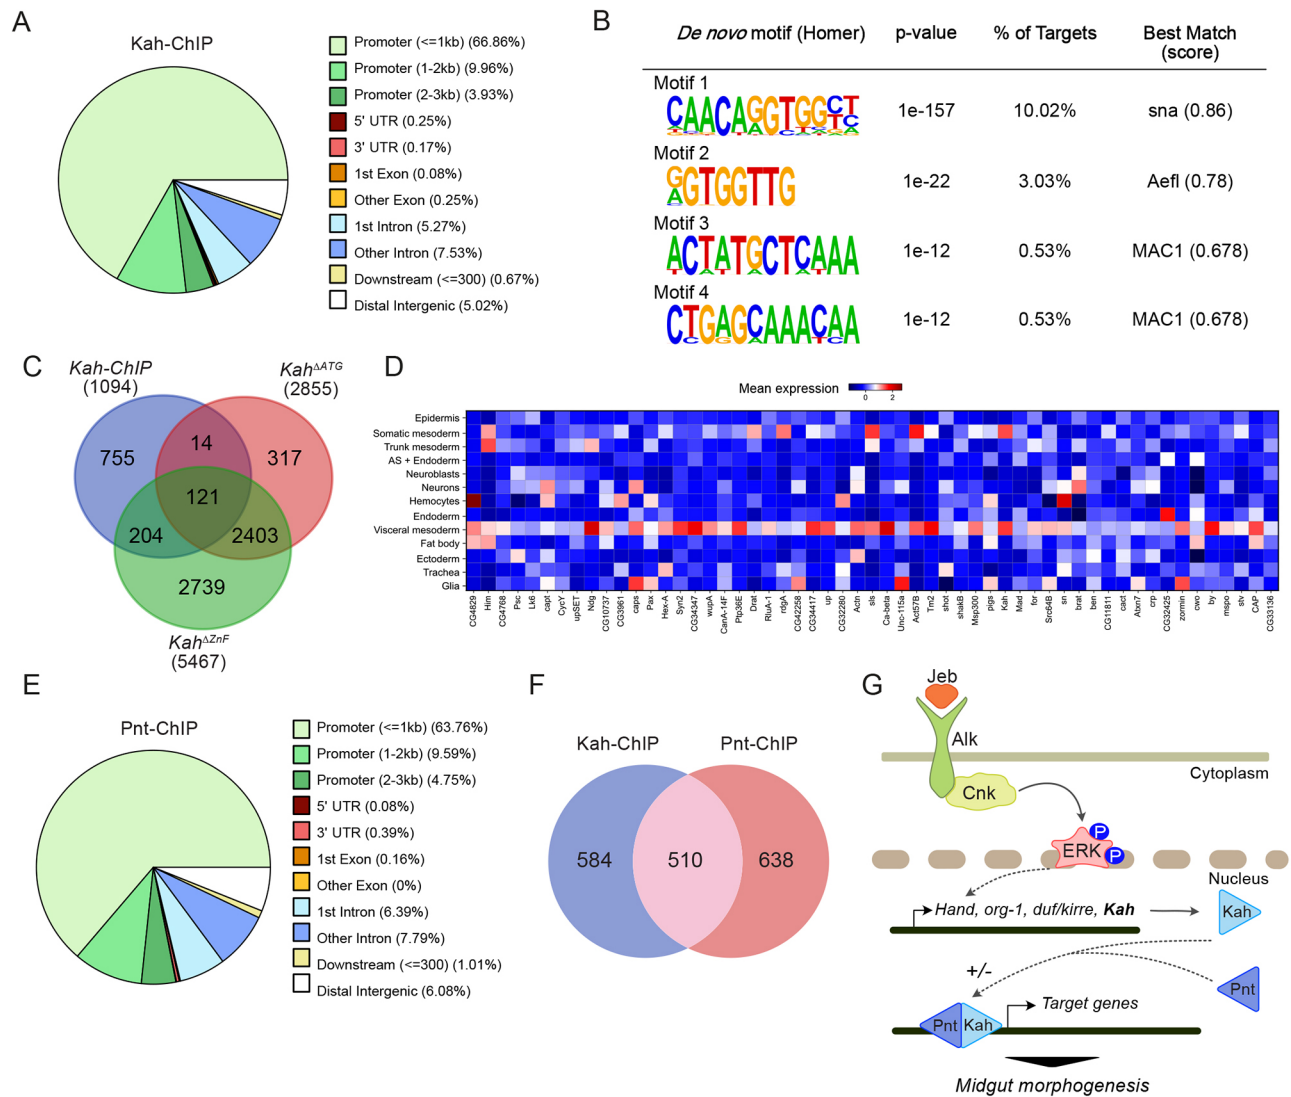 A
Kah-ChIP
Promoter (<=1kb) (66.86%)
Promoter (1-2kb) (9.96%)
Promoter (2-3kb) (3.93%)
5' UTR (0.25%)
3' UTR (0.17%)
1st Exon (0.08%)
Other Exon (0.25%)
1st Intron (5.27%)
Other Intron (7.53%)
Downstream (<=300) (0.67%)
Distal Intergenic (5.02%)
B
De novo motif (Homer) p-value % of Targets Best Match
(score)
Motif 1
CAACAGGTGGCT 1e-157 10.02% sna (0.86)
Motif 2
GGTGGTTG 1e-22 3.03% Aefl (0.78)
Motif 3
ACTATGCTCAAA 1e-12 0.53% MAC1 (0.678)
Motif 4
CTGAGCAAACAA 1e-12 0.53% MAC1 (0.678)
C
Kah-ChIP
(1094)
KahΔATG
(2855)
755
14
317
121
204
2403
2739
KahΔZnF
(5467)
D
Mean expression
0 2
Epidermis
Somatic mesoderm
Trunk mesoderm
AS + Endoderm
Neuroblasts
Neurons
Hemocytes
Endoderm
Visceral mesoderm
Fat body
Ectoderm
Trachea
Glia
CG4829
Him
CG4768
Psc
Lk6
capt
CycY
upSET
Ndg
CG10737
CG3961
caps
Pax
Hex-A
Syn2
CG34347
wupA
CanA-14F
Ptp36E
Drat
RluA-1
rdgA
CG42258
CG34417
up
CG32280
Actn
sls
Ca-beta
Unc-115a
Act57B
Tm2
shot
shakB
Msp300
pigs
Kah
Mad
for
Src64B
sn
brat
ben
CG11811
cact
Atxn7
crp
CG32425
zormin
cwo
by
mspo
stv
CAP
CG33136
E
Pnt-ChIP
Promoter (<=1kb) (63.76%)
Promoter (1-2kb) (9.59%)
Promoter (2-3kb) (4.75%)
5' UTR (0.08%)
3' UTR (0.39%)
1st Exon (0.16%)
Other Exon (0%)
1st Intron (6.39%)
Other Intron (7.79%)
Downstream (<=300) (1.01%)
Distal Intergenic (6.08%)
F
Kah-ChIP Pnt-ChIP
584 510 638
G
Jeb
Alk
Cytoplasm
Cnk
P
ERK
P
Nucleus
Hand, org-1, duf/kirre, Kah
Kah
+/-
Pnt
Target genes
Pnt Kah
Midgut morphogenesis